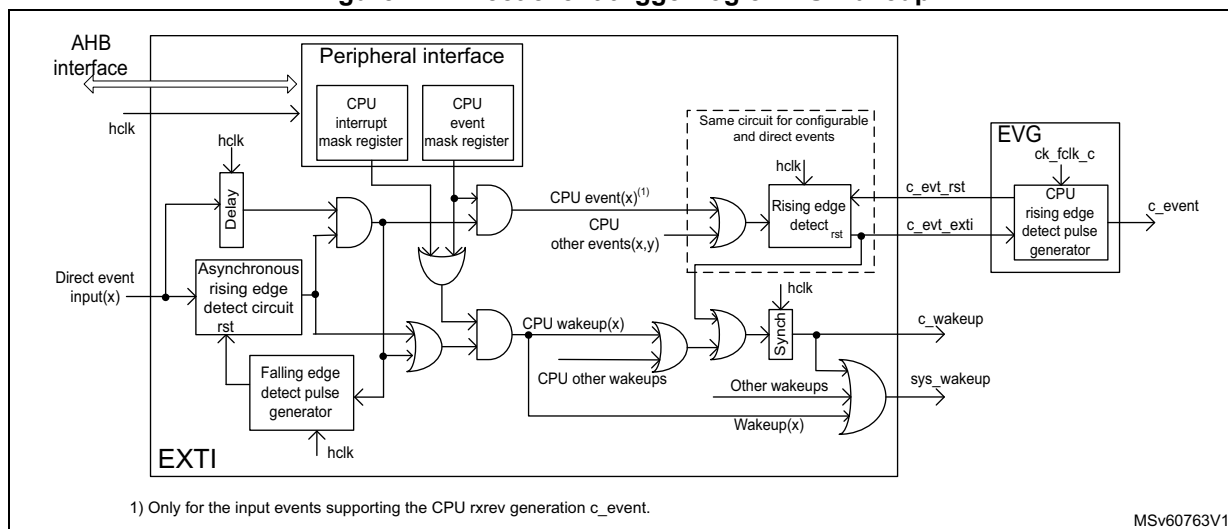 AHB
interface
Peripheral interface
CPU
interrupt
mask register
CPU
event
mask register
hclk
hclk
Delay
Same circuit for configurable
and direct events
hclk
Rising edge
detect
rst
EVG
ck_fclk_c
CPU
rising edge
detect pulse
generator
c_evt_rst
c_evt_exti
c_event
CPU event(x)(1)
CPU
other events(x,y)
Direct event
input(x)
Asynchronous
rising edge
detect circuit
rst
hclk
Synch
CPU wakeup(x)
c_wakeup
CPU other wakeups
Other wakeups
sys_wakeup
Wakeup(x)
Falling edge
detect pulse
generator
hclk
EXTI
1) Only for the input events supporting the CPU rxrev generation c_event.
MSv60763V1